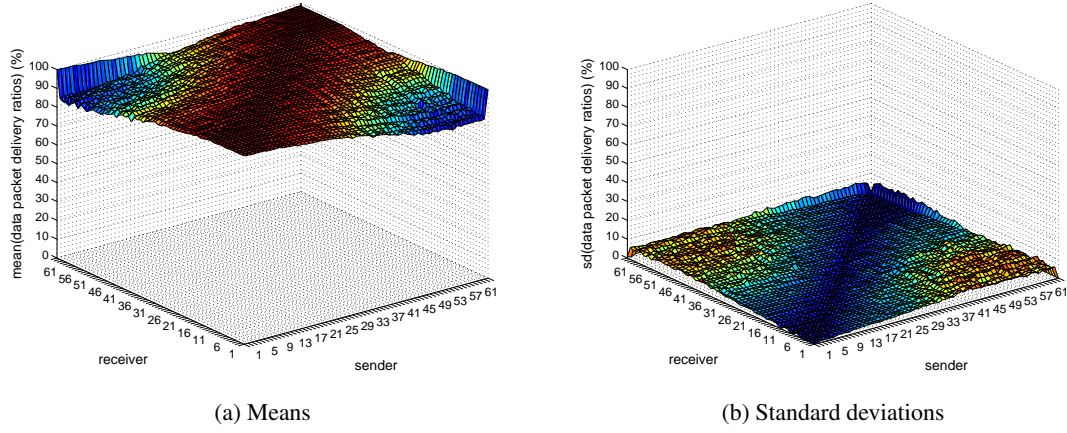 mean(data packet delivery ratios) (%)
100
90
80
70
60
50
40
30
20
10
0
61 56 51 46 41 36 31 26 21 16 11 6 1
receiver
1 5 9 13 17 21 25 29 33 37 41 45 49 53 57 61
sender
(a) Means
sd(data packet delivery ratios) (%)
100
90
80
70
60
50
40
30
20
10
0
61 56 51 46 41 36 31 26 21 16 11 6 1
receiver
1 5 9 13 17 21 25 29 33 37 41 45 49 53 57 61
sender
(b) Standard deviations